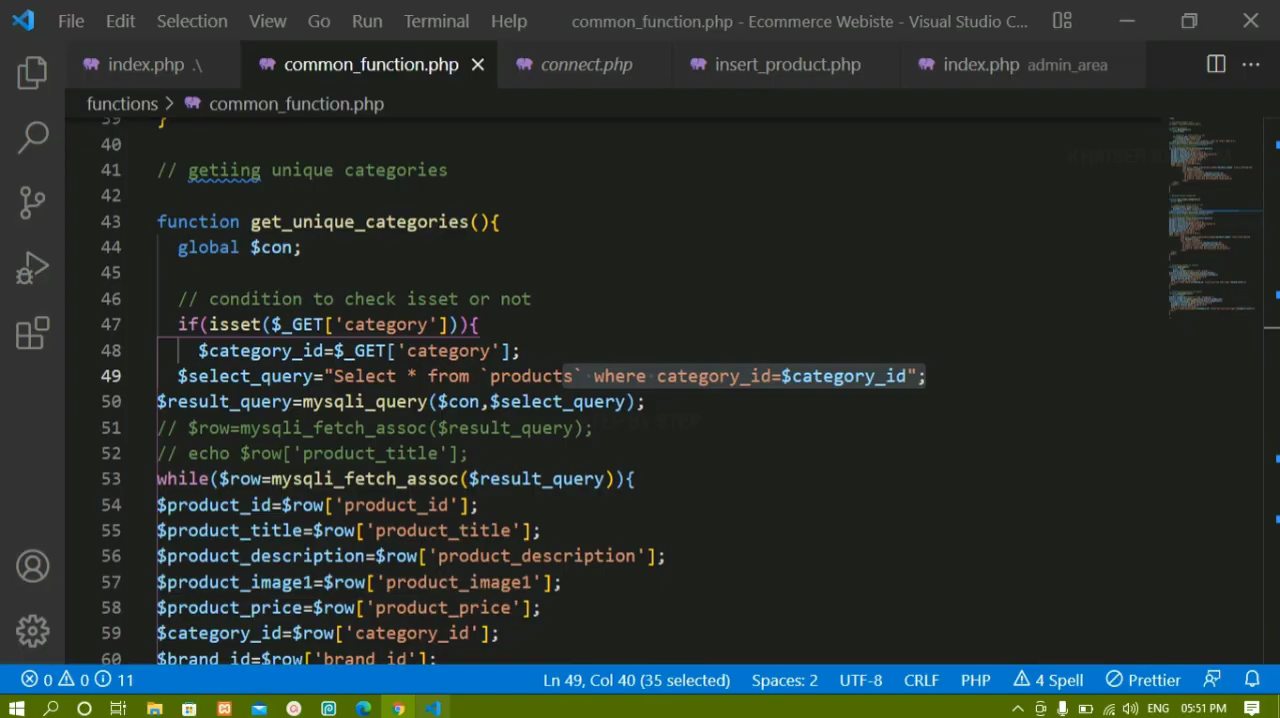 File Edit Selection View Go Run Terminal Help common_function.php - Ecommerce Webiste - Visual Studio C...
index.php .\ common_function.php connect.php insert_product.php index.php admin_area
functions common_function.php
39 }
40
41 // getiing unique categories
42
43 function get_unique_categories(){
44 global $con;
45
46 // condition to check isset or not
47 if(isset($_GET['category'])){
48 $category_id=$_GET['category'];
49 $select_query="Select * from `products` where category_id=$category_id";
50 $result_query=mysqli_query($con,$select_query);
51 // $row=mysqli_fetch_assoc($result_query);
52 // echo $row['product_title'];
53 while($row=mysqli_fetch_assoc($result_query)){
54 $product_id=$row['product_id'];
55 $product_title=$row['product_title'];
56 $product_description=$row['product_description'];
57 $product_image1=$row['product_image1'];
58 $product_price=$row['product_price'];
59 $category_id=$row['category_id'];
60 $brand_id=$row['brand_id'];
0 0 11 Ln 49, Col 40 (35 selected) Spaces: 2 UTF-8 CRLF PHP 4 Spell Prettier
ENG 05:51 PM